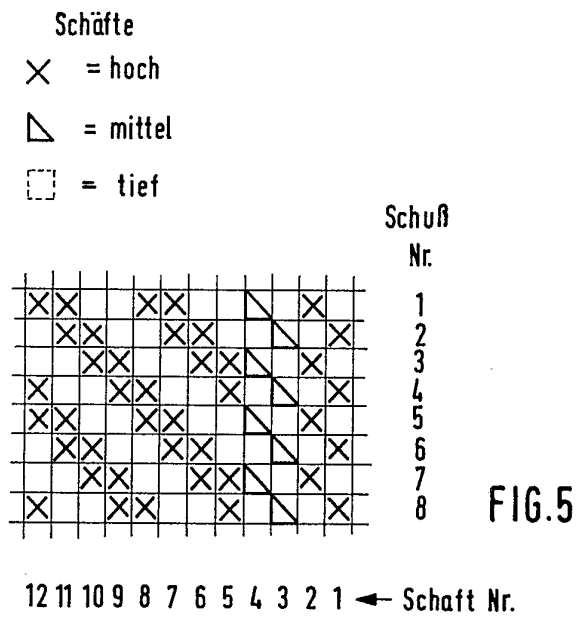 Schäfte
= hoch
= mittel
= tief
Schuß
Nr.
1
2
3
4
5
6
7
8
FIG.5
12 11 10 9 8 7 6 5 4 3 2 1 ← Schaft Nr.